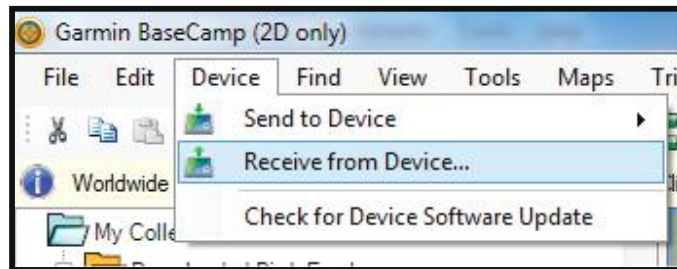 Garmin BaseCamp (2D only)
File Edit Device Find View Tools Maps Tri
Send to Device
Receive from Device...
Worldwide
Check for Device Software Update
My Colle